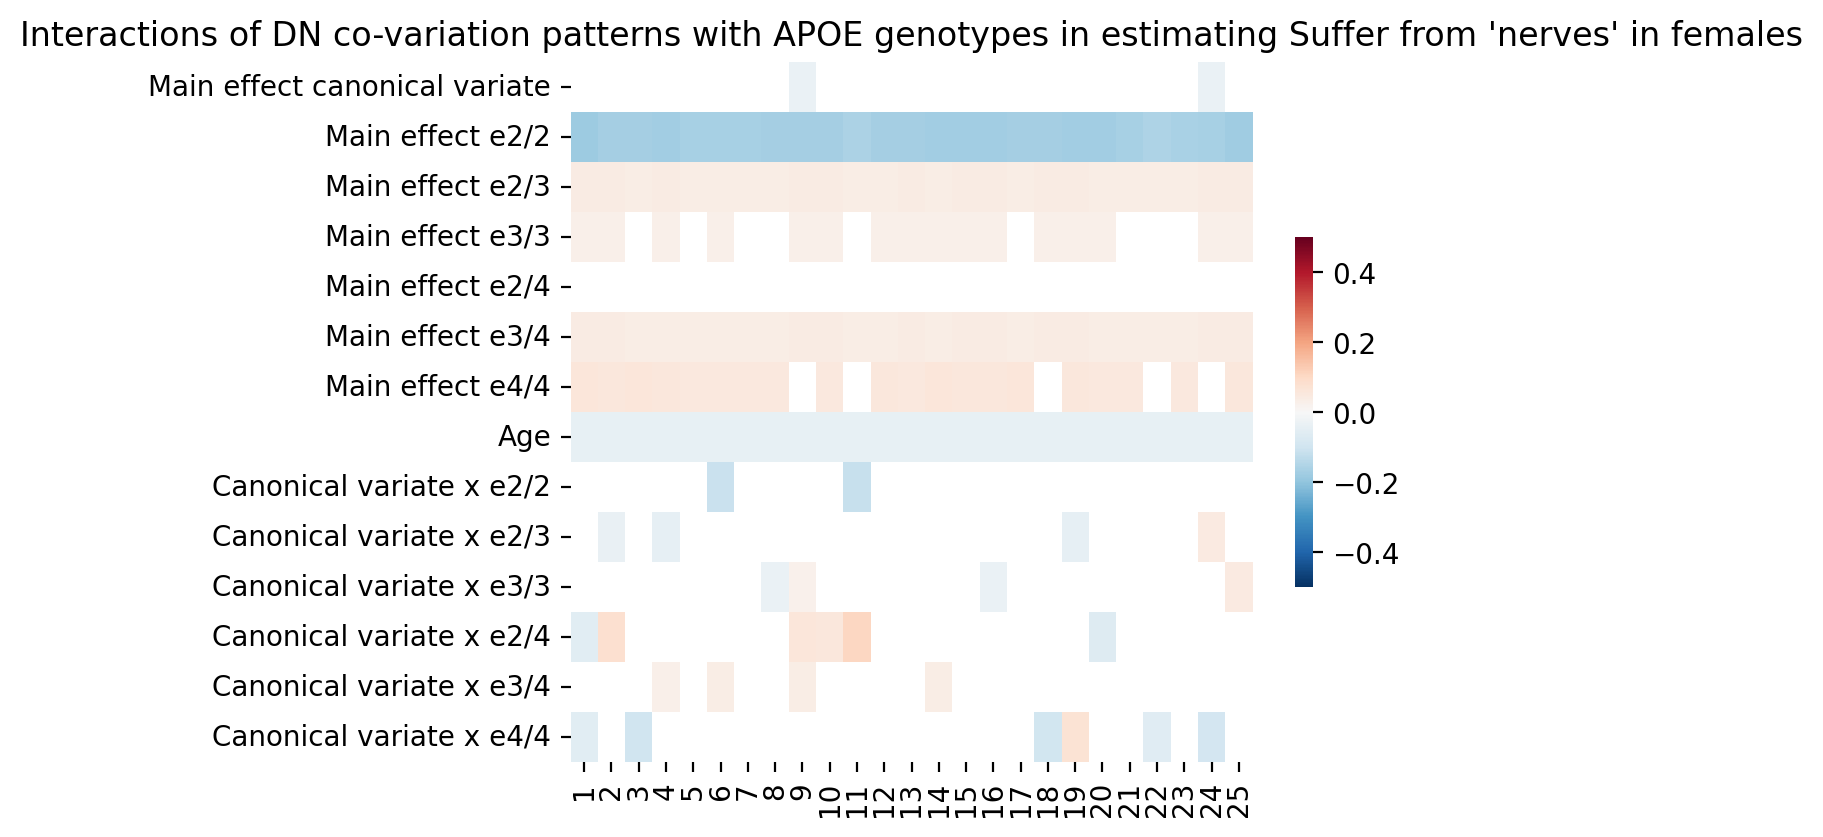 Interactions of DN co-variation patterns with APOE genotypes in estimating Suffer from 'nerves' in females
Main effect canonical variate
Main effect e2/2
Main effect e2/3
Main effect e3/3
Main effect e2/4
Main effect e3/4
Main effect e4/4
Age
Canonical variate x e2/2
Canonical variate x e2/3
Canonical variate x e3/3
Canonical variate x e2/4
Canonical variate x e3/4
Canonical variate x e4/4
1 2 3 4 5 6 7 8 9 10 11 12 13 14 15 16 17 18 19 20 21 22 23 24 25
0.4
0.2
0.0
−0.2
−0.4